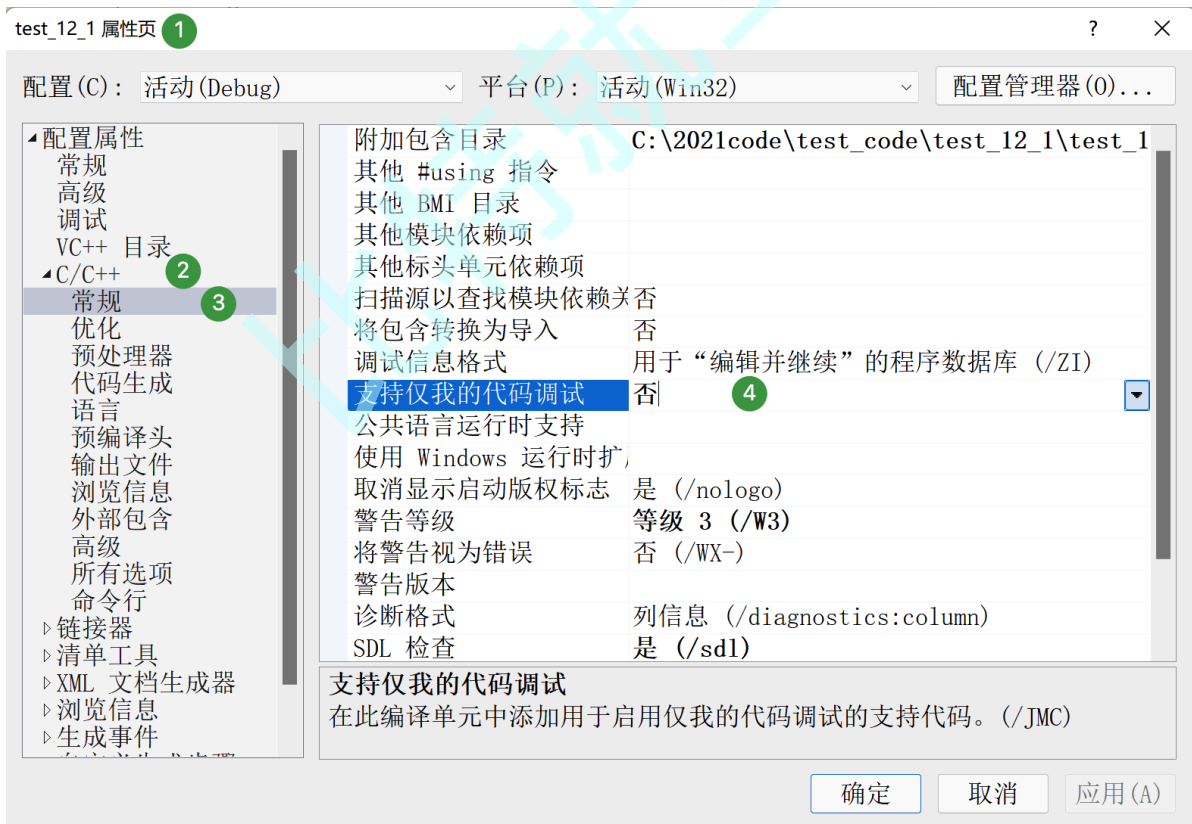 test_12_1 属性页 1 ?
配置(C): 活动(Debug) 平台(P): 活动(Win32) 配置管理器(O)...
配置属性
常规
高级
调试
VC++ 目录
C/C++ 2
常规 3
优化
预处理器
代码生成
语言
预编译头
输出文件
浏览信息
外部包含
高级
所有选项
命令行
链接器
清单工具
XML 文档生成器
浏览信息
生成事件
附加包含目录 C:\2021code\test_code\test_12_1\test_1
其他 #using 指令
其他 BMI 目录
其他模块依赖项
其他标头单元依赖项
扫描源以查找模块依赖关 否
将包含转换为导入 否
调试信息格式 用于“编辑并继续”的程序数据库 (/ZI)
支持仅我的代码调试 否 4
公共语言运行时支持
使用 Windows 运行时扩
取消显示启动版权标志 是 (/nologo)
警告等级 等级 3 (/W3)
将警告视为错误 否 (/WX-)
警告版本
诊断格式 列信息 (/diagnostics:column)
SDL 检查 是 (/sdl)
支持仅我的代码调试
在此编译单元中添加用于启用仅我的代码调试的支持代码。(/JMC)
确定 取消 应用(A)
比特就